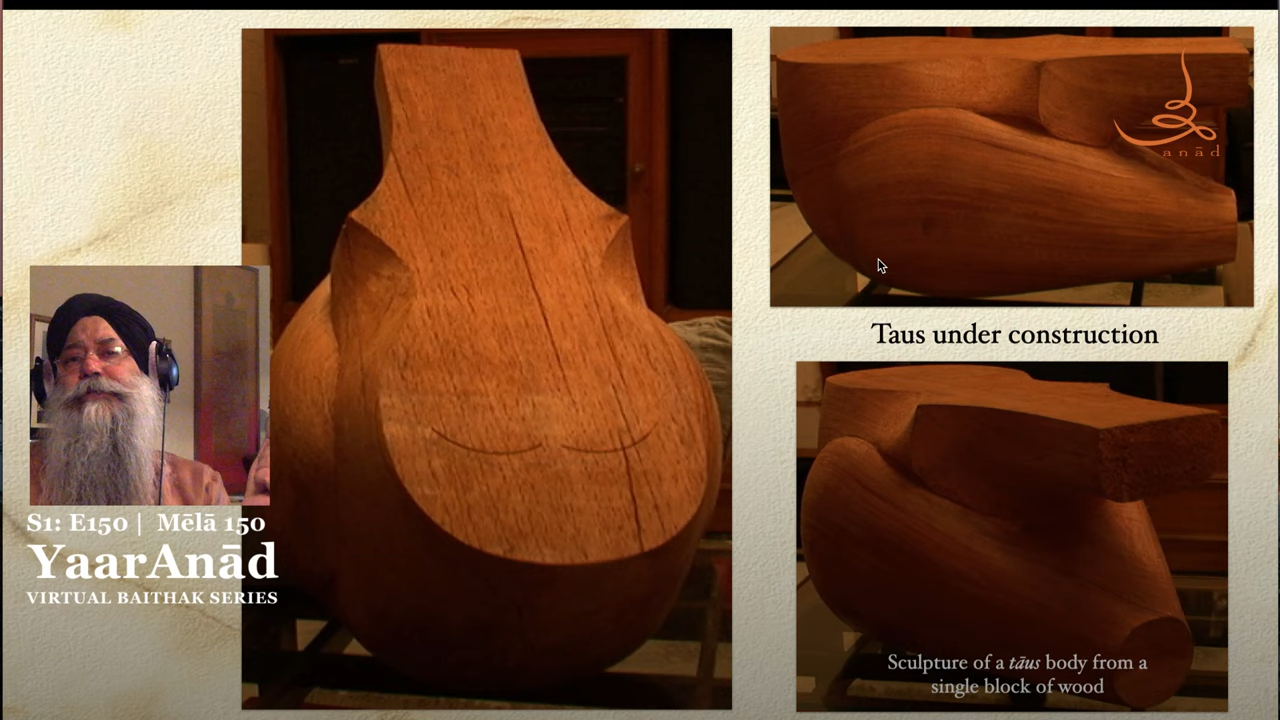 anād
Taus under construction
S1: E150 | Mēlā 150
YaarAnād
VIRTUAL BAITHAK SERIES
Sculpture of a tāus body from a
single block of wood